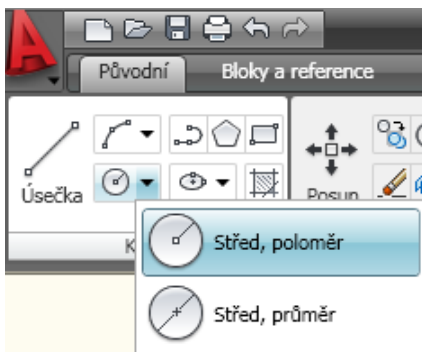 Původní Bloky a reference
Úsečka Posun
K
Střed, poloměr
Střed, průměr